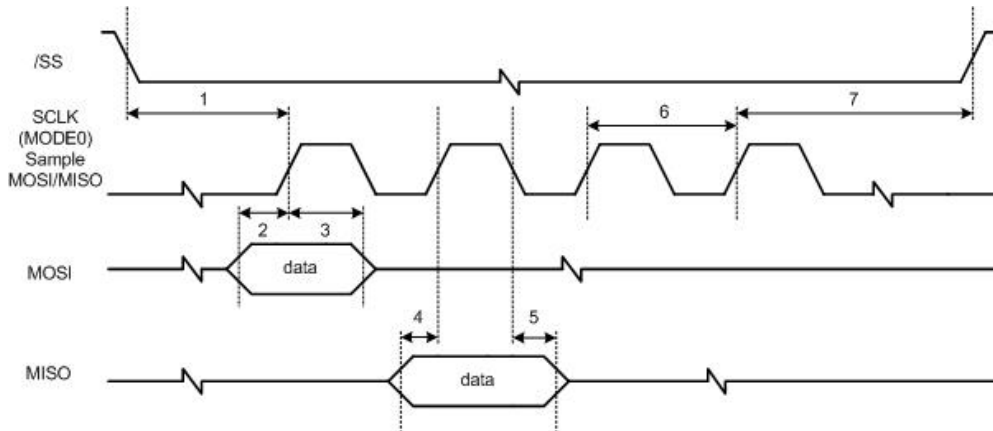 /SS
1
7
SCLK
(MODE0)
Sample
MOSI/MISO
6
2
3
MOSI
data
4
5
MISO
data